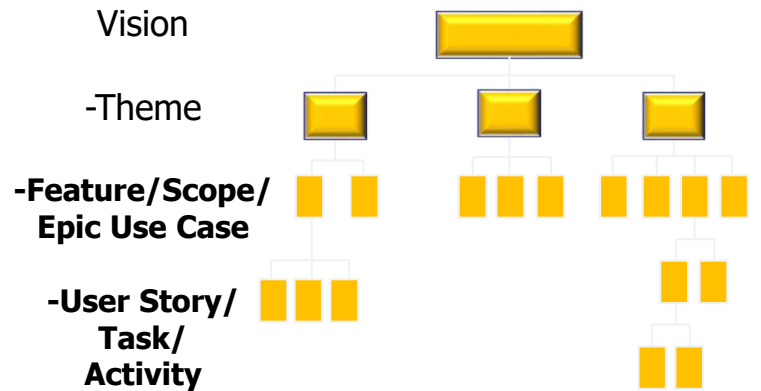 Vision
-Theme
-Feature/Scope/
Epic Use Case
-User Story/
Task/
Activity